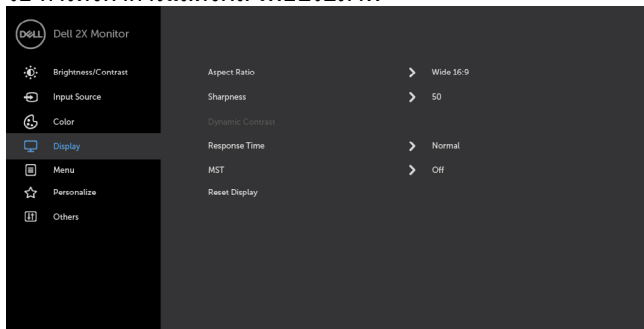 DELL Dell 2X Monitor
Brightness/Contrast
Aspect Ratio Wide 16:9
Input Source
Sharpness 50
Color
Dynamic Contrast
Display
Response Time Normal
Menu
MST Off
Personalize
Reset Display
Others